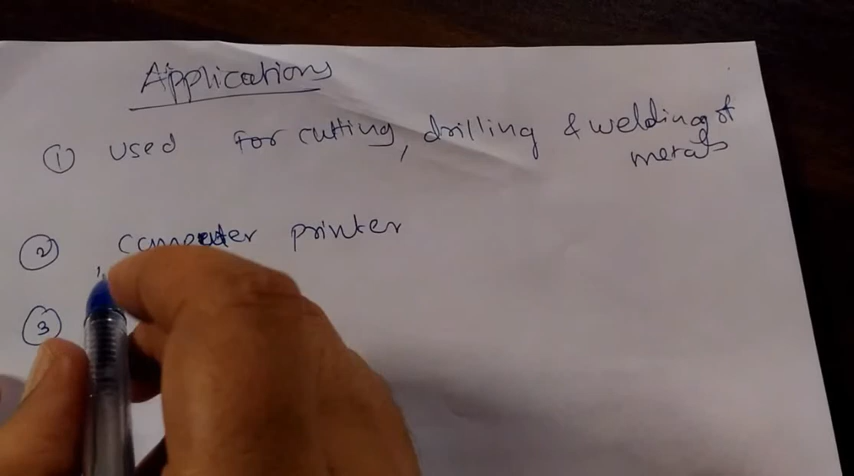 Applications
① used for cutting, drilling & welding of
metals
② computer printer
③